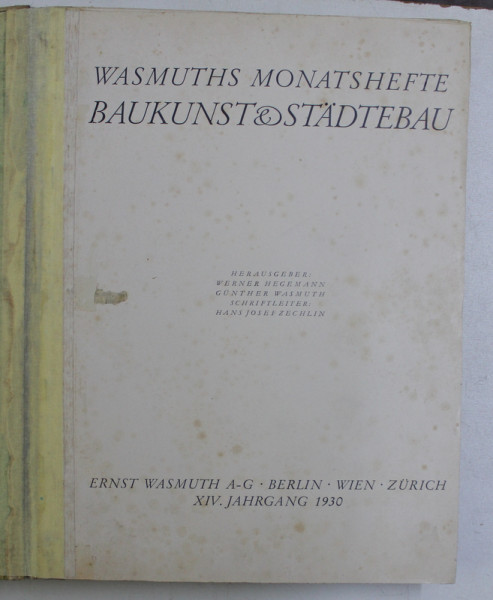 WASMUTHS MONATSHEFTE
BAUKUNST & STÄDTEBAU
HERAUSGEBER:
WERNER HEGEMANN
GÜNTHER WASMUTH
SCHRIFTLEITER:
HANS JOSEF ZECHLIN
ERNST WASMUTH A-G · BERLIN · WIEN · ZÜRICH
XIV. JAHRGANG 1930